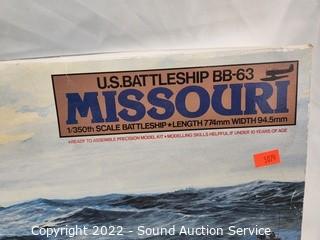 U.S.BATTLESHIP BB-63
MISSOURI
1/350th SCALE BATTLESHIP •LENGTH 774mm WIDTH 94.5mm
•READY TO ASSEMBLE PRECISION MODEL KIT •MODELLING SKILLS HELPFUL IF UNDER 10 YEARS OF AGE
5079
Copyright 2022 - Sound Auction Service